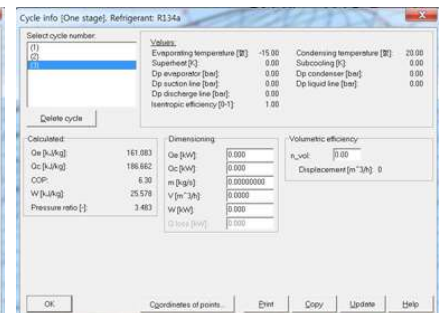 Cycle info [One stage]. Refrigerant: R134a
Select cycle number:
(1)
(2)
(3)
Delete cycle
Values:
Evaporating temperature [캜]: -15.00
Superheat [K]: 0.00
Dp evaporator [bar]: 0.00
Dp suction line [bar]: 0.00
Dp discharge line [bar]: 0.00
Isentropic efficiency [0-1]: 1.00
Condensing temperature [캜]: 20.00
Subcooling [K]: 0.00
Dp condenser [bar]: 0.00
Dp liquid line [bar]: 0.00
Calculated:
Qe [kJ/kg]: 161.083
Qc [kJ/kg]: 186.662
COP: 6.30
W [kJ/kg]: 25.578
Pressure ratio [-]: 3.483
Dimensioning:
Qe [kW]: 0.000
Qc [kW]: 0.000
m [kg/s]: 0.00000000
V [m^3/h]: 0.0000
W [kW]: 0.000
Q loss [kW]: 0.000
Volumetric efficiency
n_vol: 0.00
Displacement [m^3/h]: 0
OK
Coordinates of points...
Print
Copy
Update
Help